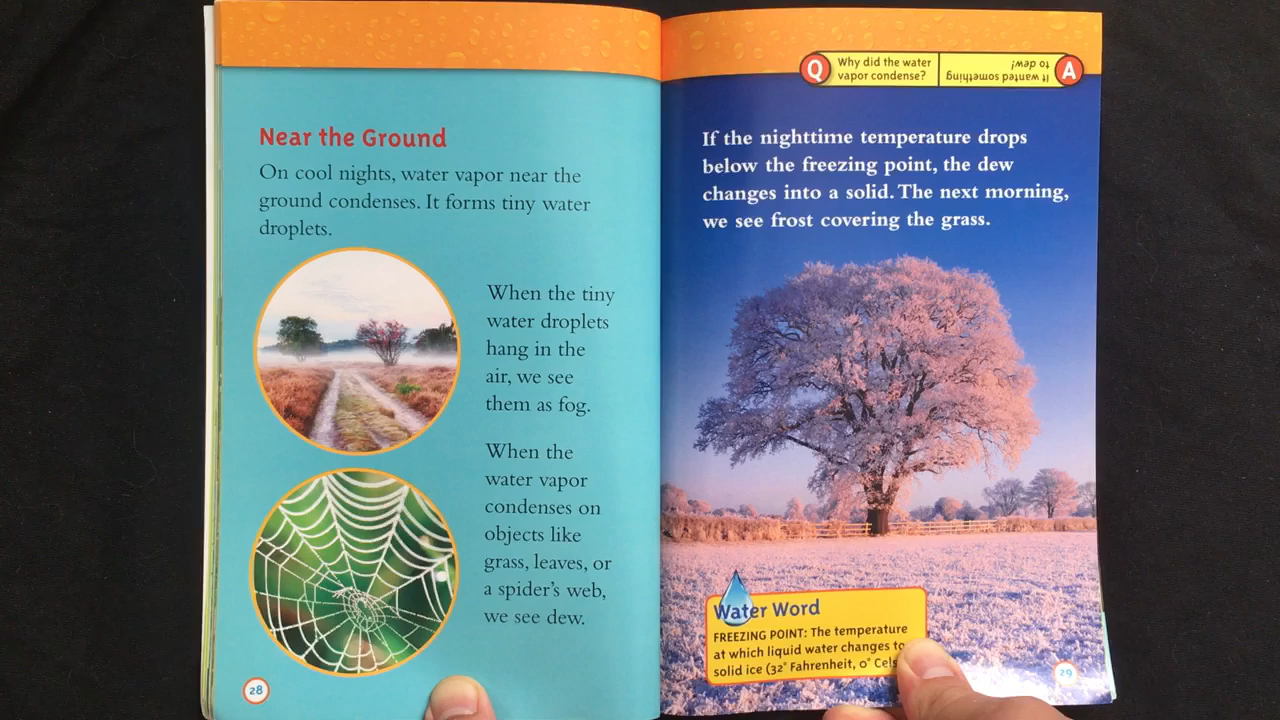 Near the Ground
On cool nights, water vapor near the
ground condenses. It forms tiny water
droplets.
When the tiny
water droplets
hang in the
air, we see
them as fog.
When the
water vapor
condenses on
objects like
grass, leaves, or
a spider's web,
we see dew.
28
Q
Why did the water
vapor condense?
It wanted something
to dew!
A
If the nighttime temperature drops
below the freezing point, the dew
changes into a solid. The next morning,
we see frost covering the grass.
Water Word
FREEZING POINT: The temperature
at which liquid water changes to
solid ice (32° Fahrenheit, 0° Cels
29